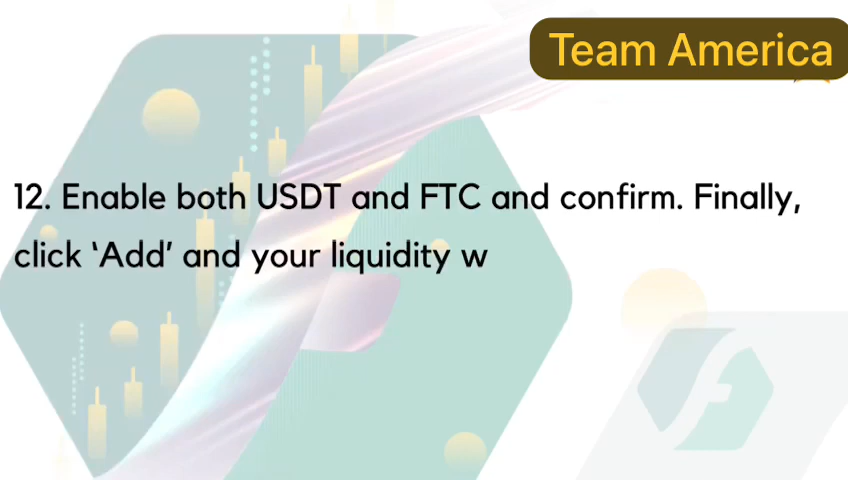 Team America
12. Enable both USDT and FTC and confirm. Finally,
click ‘Add’ and your liquidity w